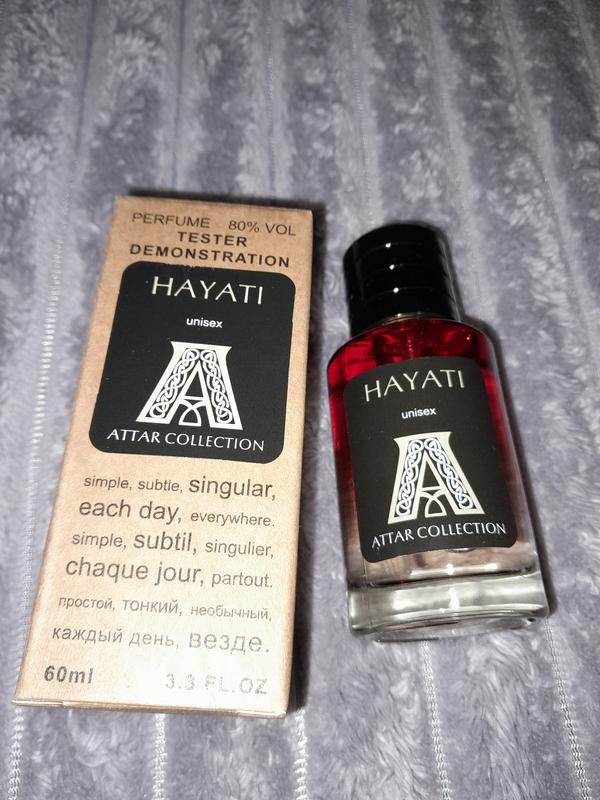 PERFUME 80% VOL
TESTER
DEMONSTRATION
HAYATI
unisex
A
ATTAR COLLECTION
simple, subtle, singular,
each day, everywhere.
simple, subtil, singulier,
chaque jour, partout.
простой, тонкий, необычный,
каждый день, везде.
60ml 3.3 FL.OZ
HAYATI
unisex
A
ATTAR COLLECTION